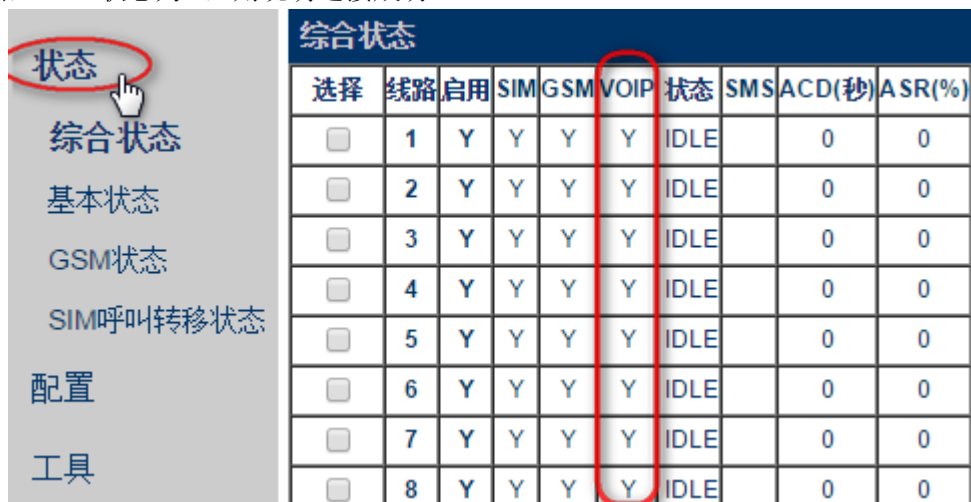 状态
综合状态
基本状态
GSM状态
SIM呼叫转移状态
配置
工具
综合状态
选择 线路 启用 SIM GSM VOIP 状态 SMS ACD(秒) ASR(%)
1 Y Y Y Y IDLE 0 0
2 Y Y Y Y IDLE 0 0
3 Y Y Y Y IDLE 0 0
4 Y Y Y Y IDLE 0 0
5 Y Y Y Y IDLE 0 0
6 Y Y Y Y IDLE 0 0
7 Y Y Y Y IDLE 0 0
8 Y Y Y Y IDLE 0 0